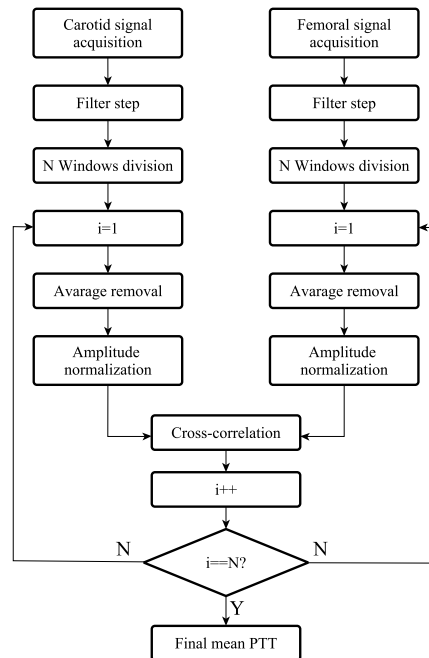 Carotid signal
acquisition
Femoral signal
acquisition
Filter step
Filter step
N Windows division
N Windows division
i=1
i=1
Avarage removal
Avarage removal
Amplitude
normalization
Amplitude
normalization
Cross-correlation
i++
N
i==N?
N
Y
Final mean PTT